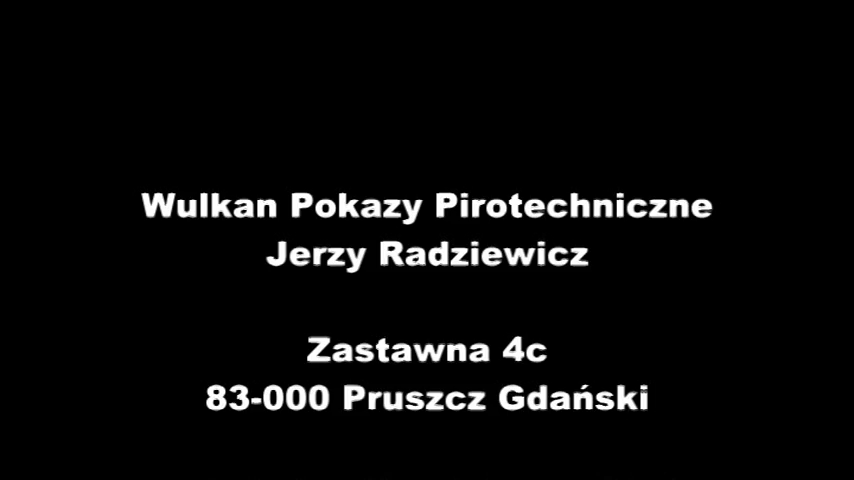 Wulkan Pokazy Pirotechniczne
Jerzy Radziewicz
Zastawna 4c
83-000 Pruszcz Gdański